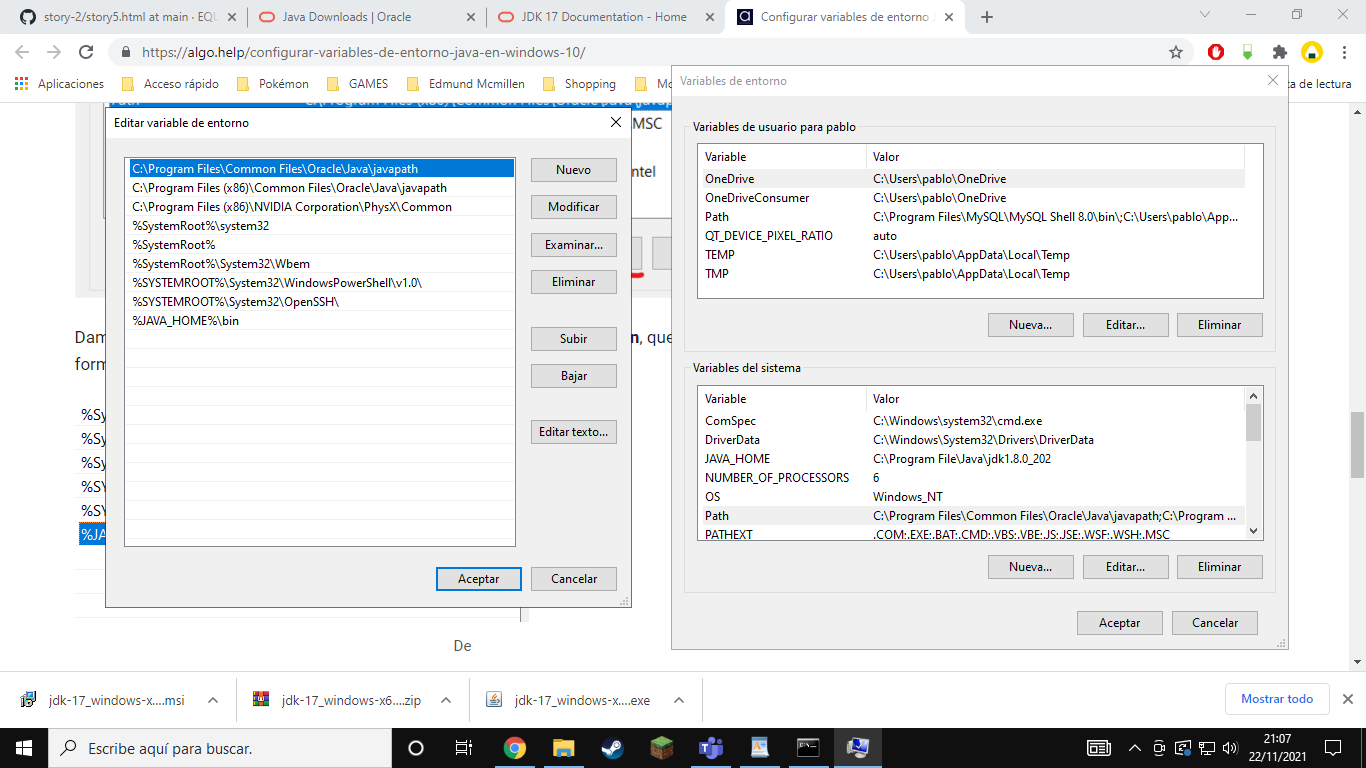 story-2/story5.html at main · EQU
Java Downloads | Oracle
JDK 17 Documentation - Home
Configurar variables de entorno J
https://algo.help/configurar-variables-de-entorno-java-en-windows-10/
Aplicaciones
Acceso rápido
Pokémon
GAMES
Edmund Mcmillen
Shopping
ta de lectura
MSC
ntel
Editar variable de entorno
C:\Program Files\Common Files\Oracle\Java\javapath
C:\Program Files (x86)\Common Files\Oracle\Java\javapath
C:\Program Files (x86)\NVIDIA Corporation\PhysX\Common
%SystemRoot%\system32
%SystemRoot%
%SystemRoot%\System32\Wbem
%SYSTEMROOT%\System32\WindowsPowerShell\v1.0\
%SYSTEMROOT%\System32\OpenSSH\
%JAVA_HOME%\bin
Nuevo
Modificar
Examinar...
Eliminar
Subir
Bajar
Editar texto...
Aceptar
Cancelar
Dam
n, que
form
%Sy
%Sy
%Sy
%SY
%SY
%JA
De
Variables de entorno
Variables de usuario para pablo
Variable Valor
OneDrive C:\Users\pablo\OneDrive
OneDriveConsumer C:\Users\pablo\OneDrive
Path C:\Program Files\MySQL\MySQL Shell 8.0\bin\;C:\Users\pablo\App...
QT_DEVICE_PIXEL_RATIO auto
TEMP C:\Users\pablo\AppData\Local\Temp
TMP C:\Users\pablo\AppData\Local\Temp
Nueva... Editar... Eliminar
Variables del sistema
Variable Valor
ComSpec C:\Windows\system32\cmd.exe
DriverData C:\Windows\System32\Drivers\DriverData
JAVA_HOME C:\Program File\Java\jdk1.8.0_202
NUMBER_OF_PROCESSORS 6
OS Windows_NT
Path C:\Program Files\Common Files\Oracle\Java\javapath;C:\Program ...
PATHEXT .COM;.EXE;.BAT;.CMD;.VBS;.VBE;.JS;.JSE;.WSF;.WSH;.MSC
Nueva... Editar... Eliminar
Aceptar Cancelar
jdk-17_windows-x....msi
jdk-17_windows-x6....zip
jdk-17_windows-x....exe
Mostrar todo
Escribe aquí para buscar.
21:07
22/11/2021